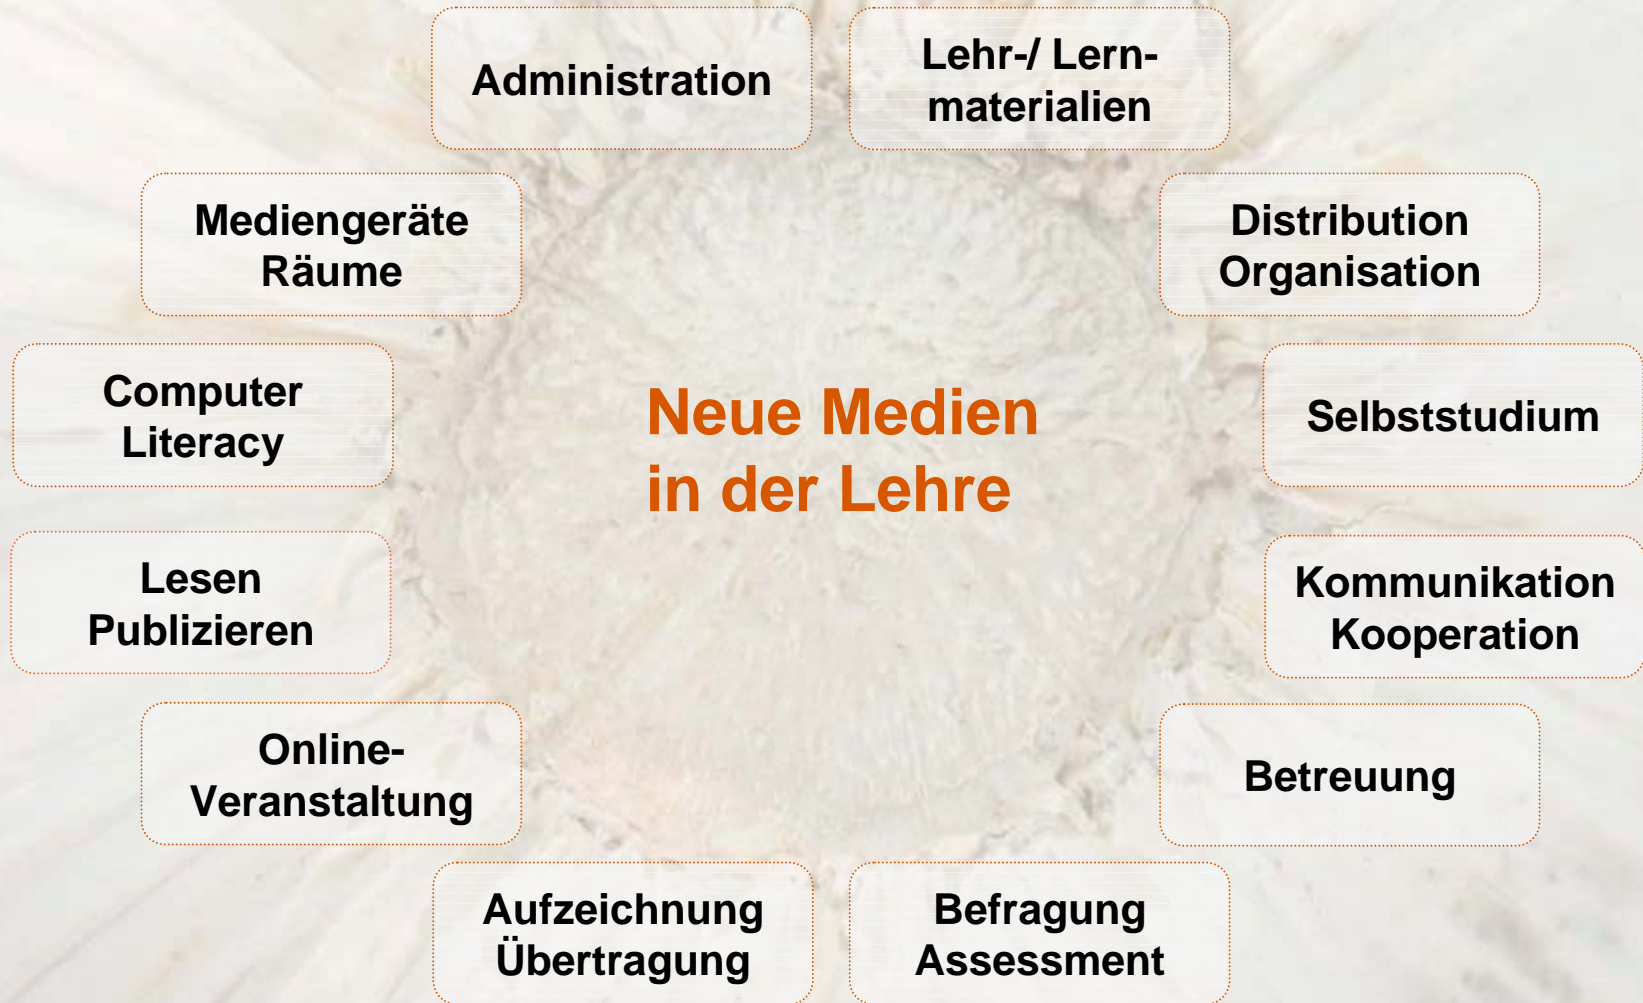 Administration
Lehr-/ Lern-
materialien
Mediengeräte
Räume
Distribution
Organisation
Computer
Literacy
Neue Medien
in der Lehre
Selbststudium
Lesen
Publizieren
Kommunikation
Kooperation
Online-
Veranstaltung
Betreuung
Aufzeichnung
Übertragung
Befragung
Assessment